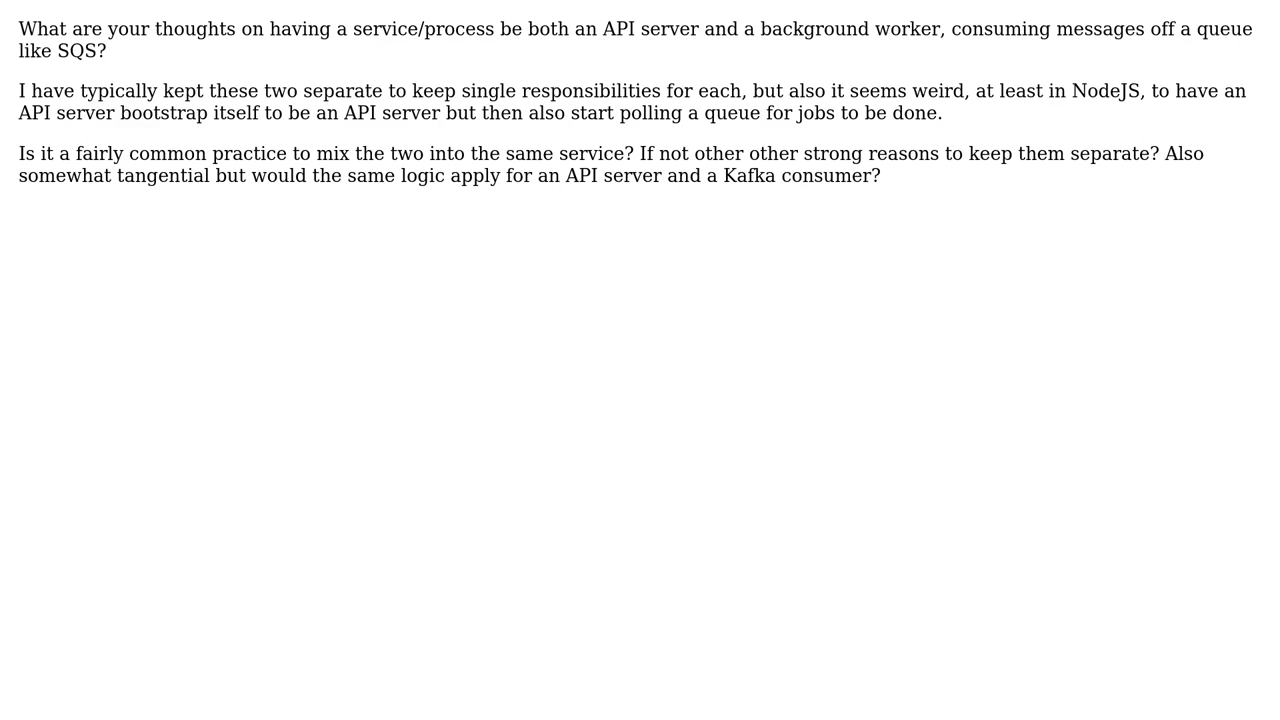 What are your thoughts on having a service/process be both an API server and a background worker, consuming messages off a queue
like SQS?
I have typically kept these two separate to keep single responsibilities for each, but also it seems weird, at least in NodeJS, to have an
API server bootstrap itself to be an API server but then also start polling a queue for jobs to be done.
Is it a fairly common practice to mix the two into the same service? If not other other strong reasons to keep them separate? Also
somewhat tangential but would the same logic apply for an API server and a Kafka consumer?